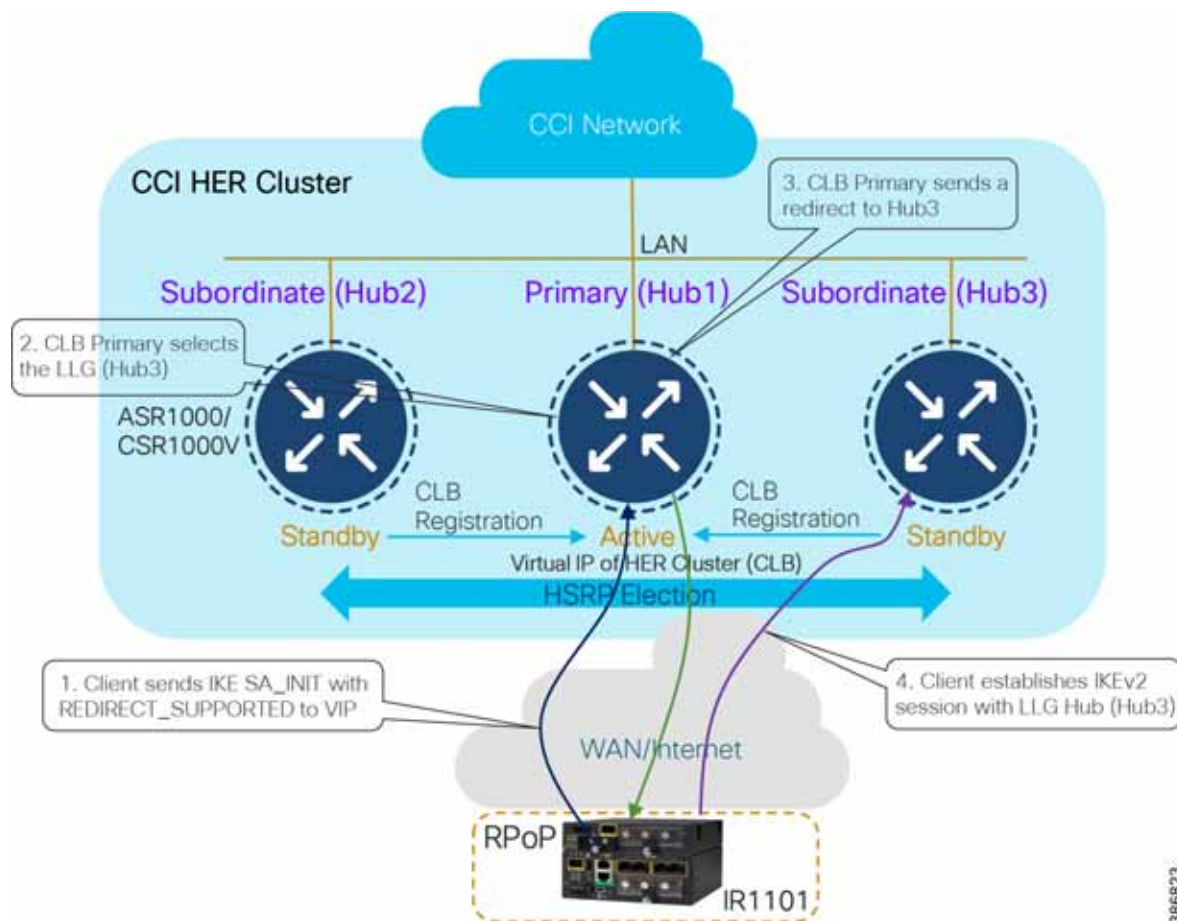 CCI Network
CCI HER Cluster
3. CLB Primary sends a
redirect to Hub3
LAN
Subordinate (Hub2)
Primary (Hub1)
Subordinate (Hub3)
2. CLB Primary selects
the LLG (Hub3)
ASR1000/
CSR1000V
CLB
Registration
CLB
Registration
Standby
Active
Standby
Virtual IP of HER Cluster (CLB)
HSRP Election
1. Client sends IKE SA_INIT with
REDIRECT_SUPPORTED to VIP
4. Client establishes IKEv2
session with LLG Hub (Hub3)
WAN/Internet
RPoP
IR1101
386823